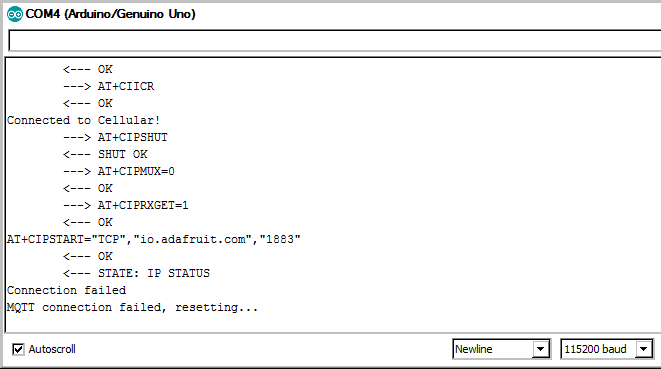 COM4 (Arduino/Genuino Uno)
<--- OK
---> AT+CIICR
<--- OK
Connected to Cellular!
---> AT+CIPSHUT
<--- SHUT OK
---> AT+CIPMUX=0
<--- OK
---> AT+CIPRXGET=1
<--- OK
AT+CIPSTART="TCP","io.adafruit.com","1883"
<--- OK
<--- STATE: IP STATUS
Connection failed
MQTT connection failed, resetting...
Autoscroll
Newline
115200 baud